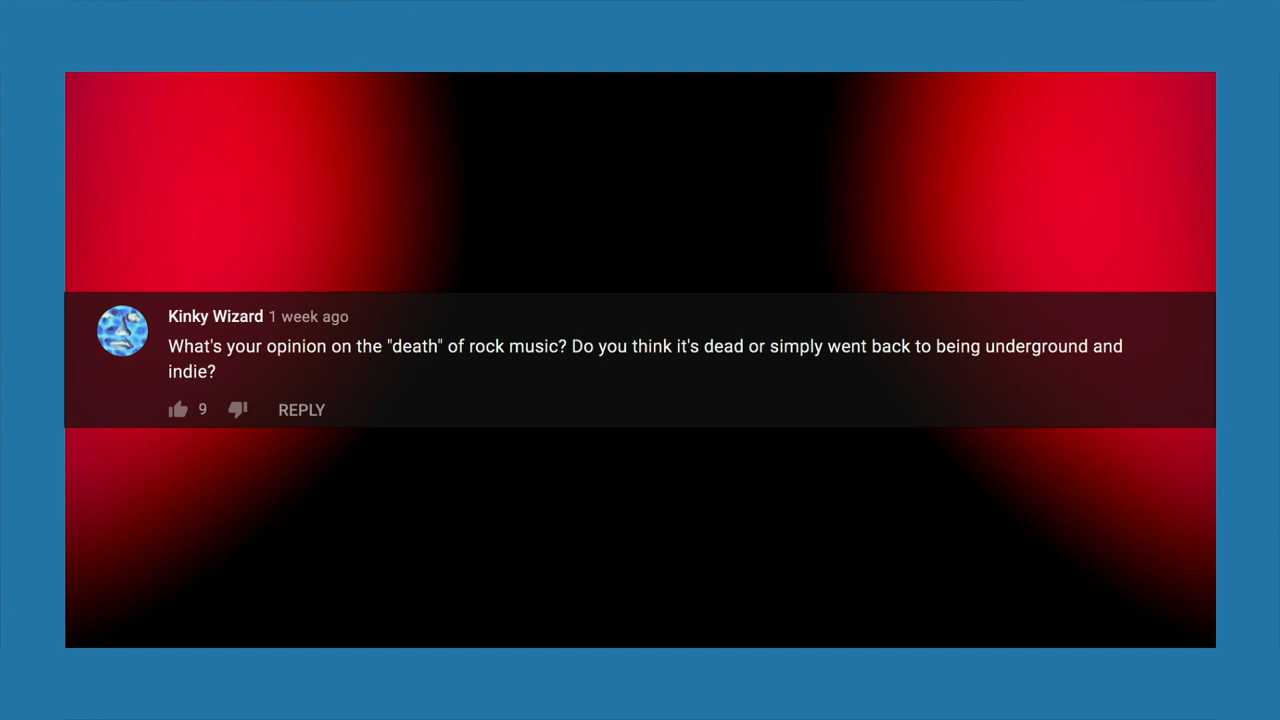 Kinky Wizard 1 week ago
What's your opinion on the "death" of rock music? Do you think it's dead or simply went back to being underground and
indie?
9 REPLY